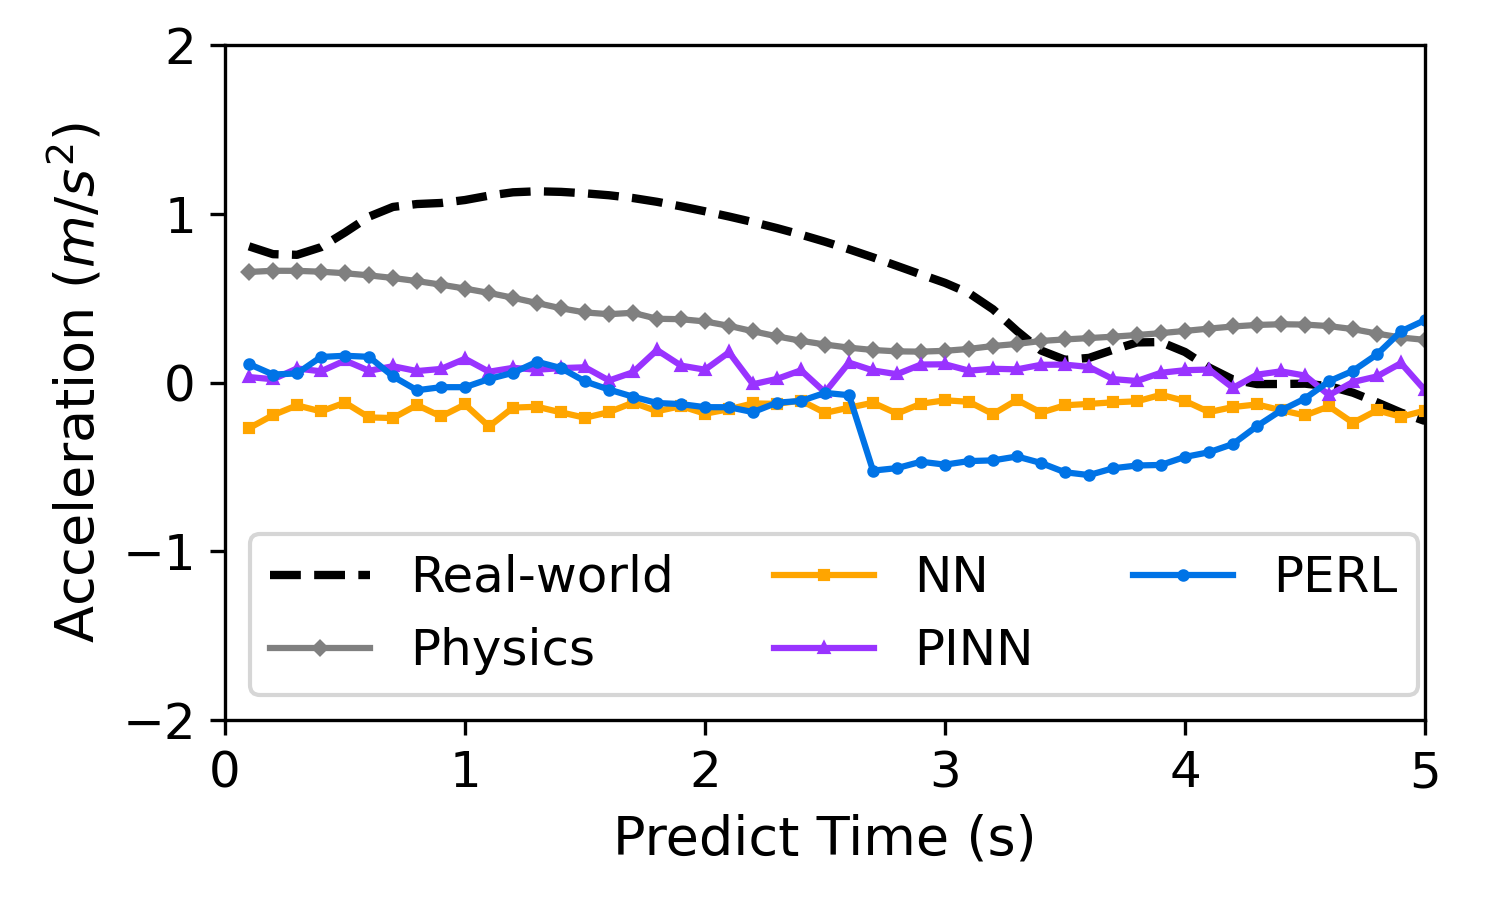 2
1
0
−1
−2
Acceleration (m/s²)
Real-world
Physics
NN
PINN
PERL
0 1 2 3 4 5
Predict Time (s)